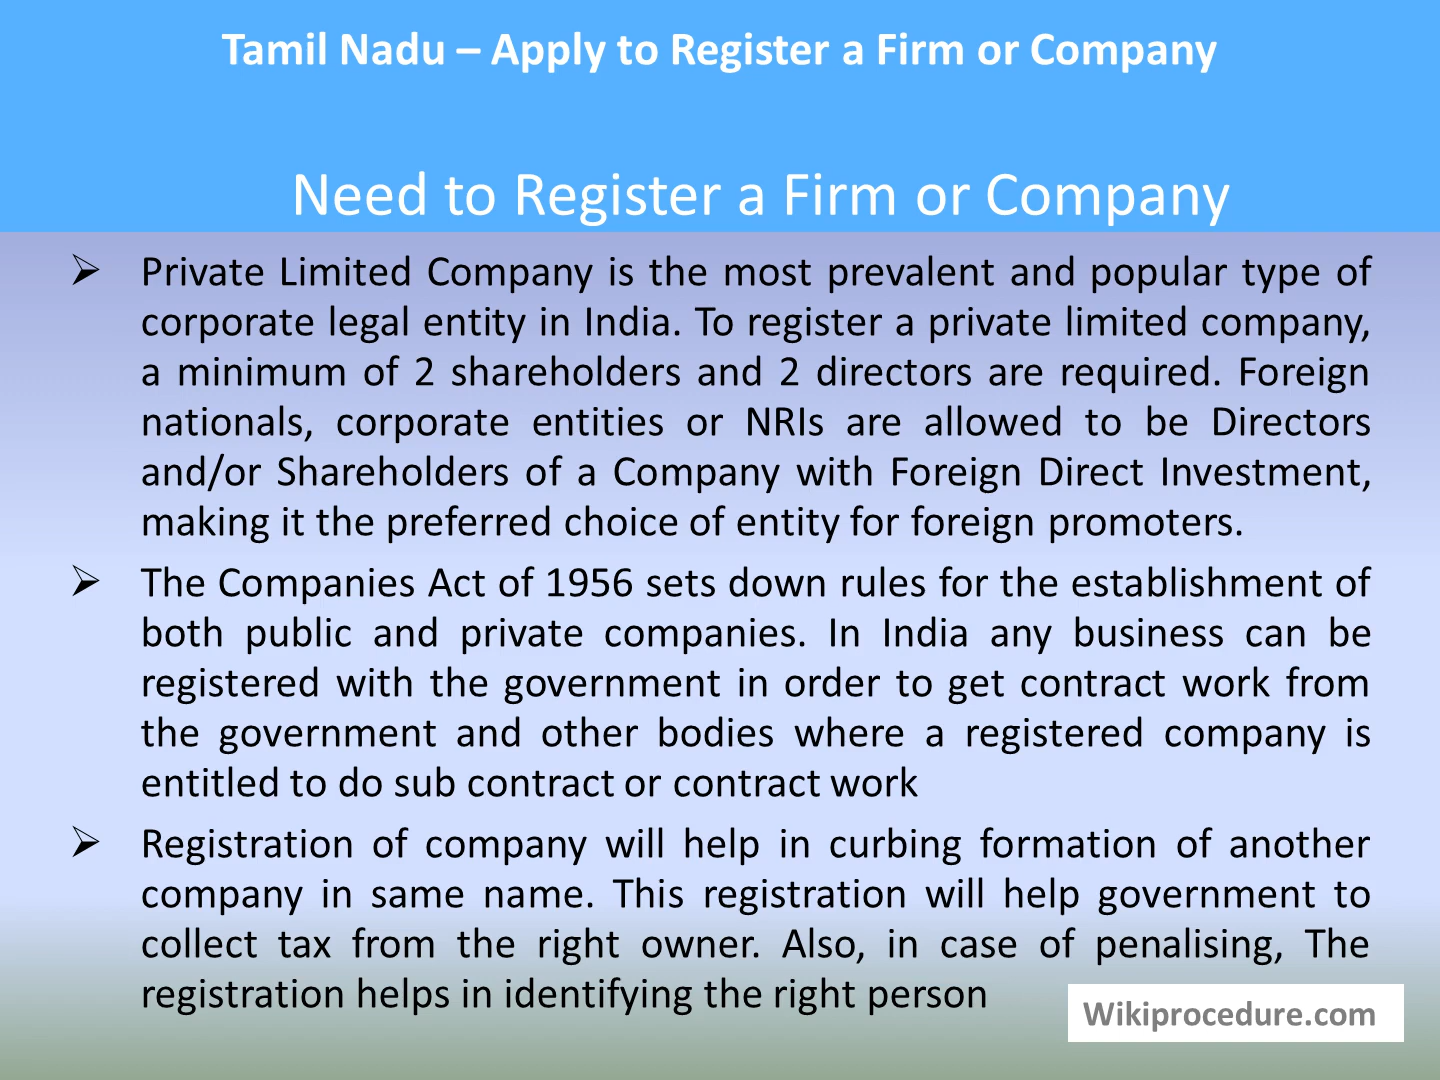 Tamil Nadu – Apply to Register a Firm or Company
Need to Register a Firm or Company
➢ Private Limited Company is the most prevalent and popular type of
corporate legal entity in India. To register a private limited company,
a minimum of 2 shareholders and 2 directors are required. Foreign
nationals, corporate entities or NRIs are allowed to be Directors
and/or Shareholders of a Company with Foreign Direct Investment,
making it the preferred choice of entity for foreign promoters.
➢ The Companies Act of 1956 sets down rules for the establishment of
both public and private companies. In India any business can be
registered with the government in order to get contract work from
the government and other bodies where a registered company is
entitled to do sub contract or contract work
➢ Registration of company will help in curbing formation of another
company in same name. This registration will help government to
collect tax from the right owner. Also, in case of penalising, The
registration helps in identifying the right person
Wikiprocedure.com